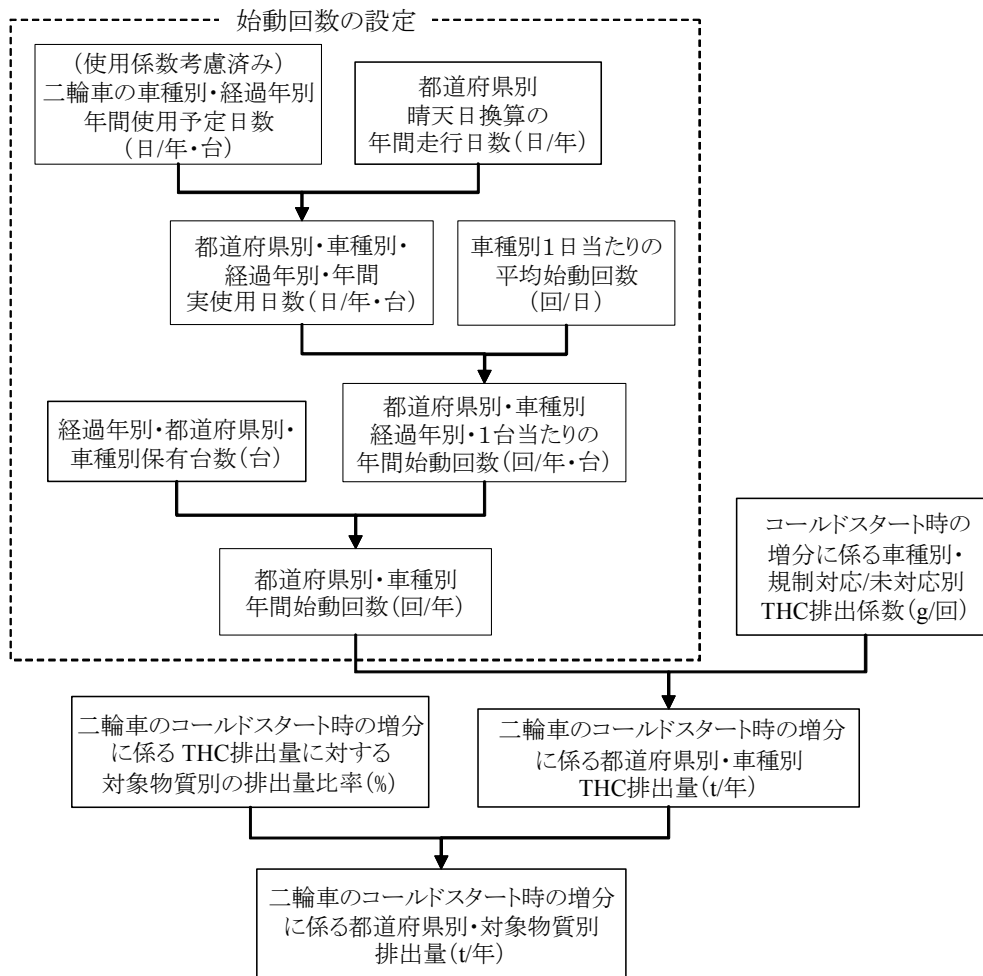 始動回数の設定
(使用係数考慮済み)
二輪車の車種別・経過年別
年間使用予定日数
(日/年・台)
都道府県別
晴天日換算の
年間走行日数(日/年)
都道府県別・車種別・
経過年別・年間
実使用日数(日/年・台)
車種別1日当たりの
平均始動回数
(回/日)
経過年別・都道府県別・
車種別保有台数(台)
都道府県別・車種別
経過年別・1台当たりの
年間始動回数(回/年・台)
都道府県別・車種別
年間始動回数(回/年)
コールドスタート時の
増分に係る車種別・
規制対応/未対応別
THC排出係数(g/回)
二輪車のコールドスタート時の増分
に係る THC排出量に対する
対象物質別の排出量比率(%)
二輪車のコールドスタート時の増分
に係る都道府県別・車種別
THC排出量(t/年)
二輪車のコールドスタート時の増分
に係る都道府県別・対象物質別
排出量(t/年)